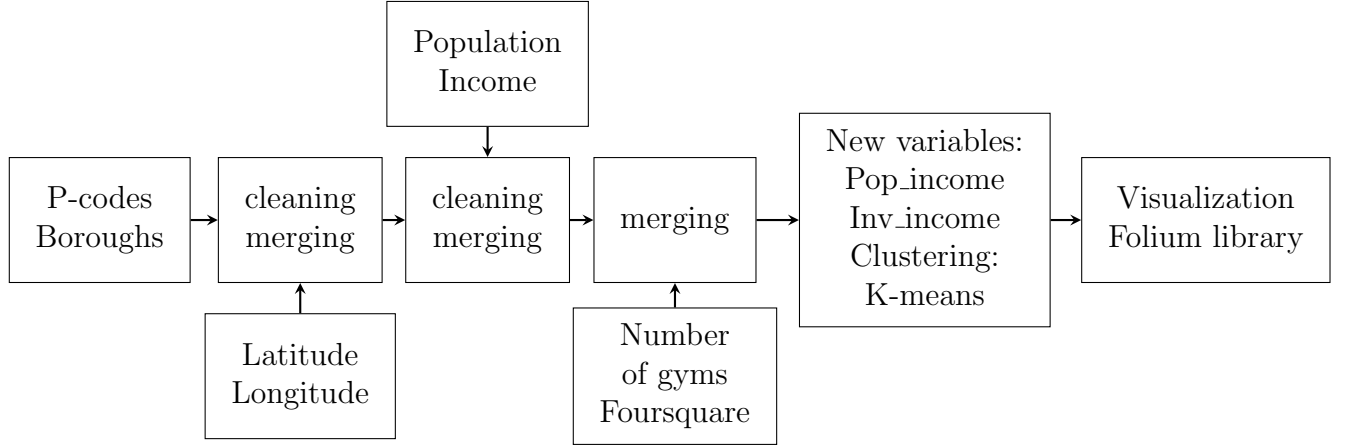 Population
Income
P-codes
Boroughs
cleaning
merging
cleaning
merging
merging
New variables:
Pop_income
Inv_income
Clustering:
K-means
Visualization
Folium library
Latitude
Longitude
Number
of gyms
Foursquare